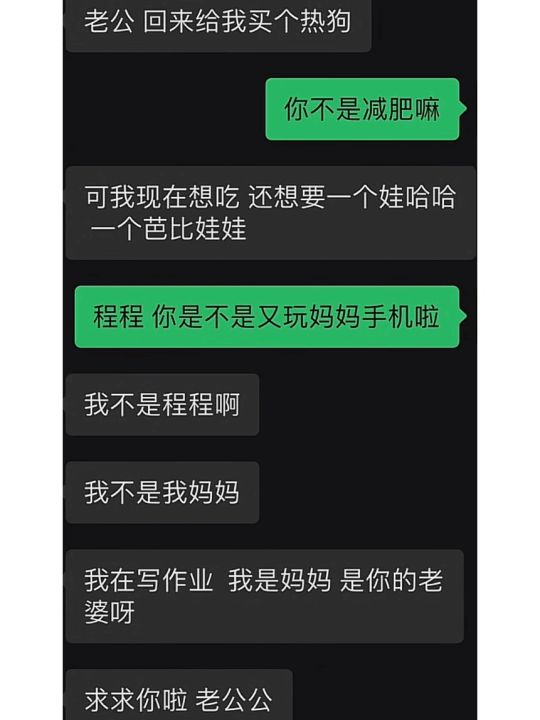 老公 回来给我买个热狗
你不是减肥嘛
可我现在想吃 还想要一个娃哈哈
一个芭比娃娃
程程 你是不是又玩妈妈手机啦
我不是程程啊
我不是我妈妈
我在写作业 我是妈妈 是你的老
婆呀
求求你啦 老公公